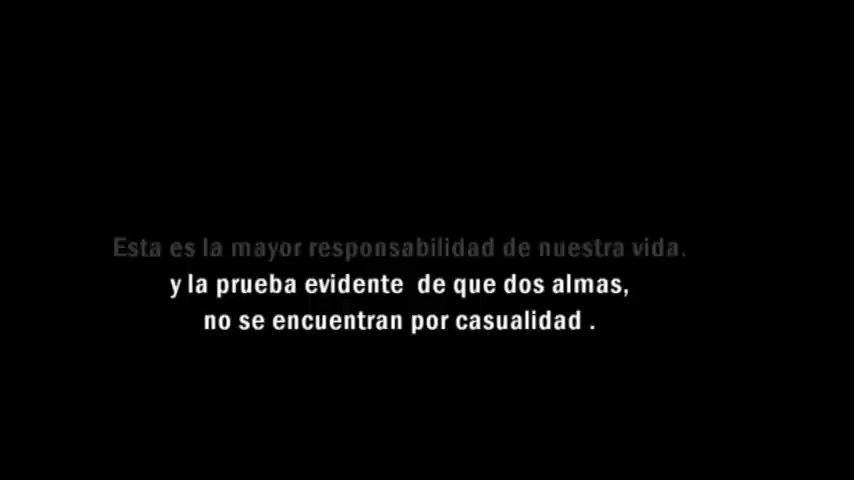 Esta es la mayor responsabilidad de nuestra vida.
y la prueba evidente  de que dos almas,
no se encuentran por casualidad .